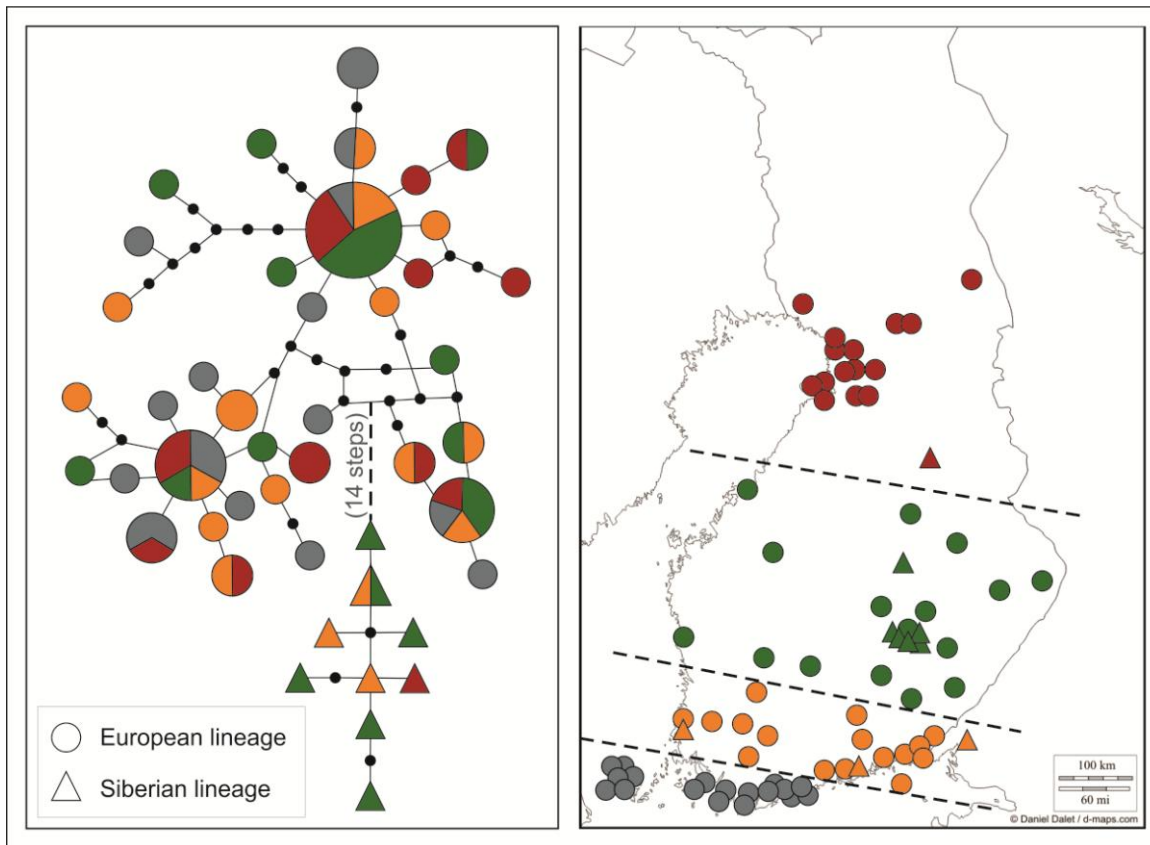 (14 steps)
European lineage
Siberian lineage
100 km
60 mi
© Daniel Dalet / d-maps.com